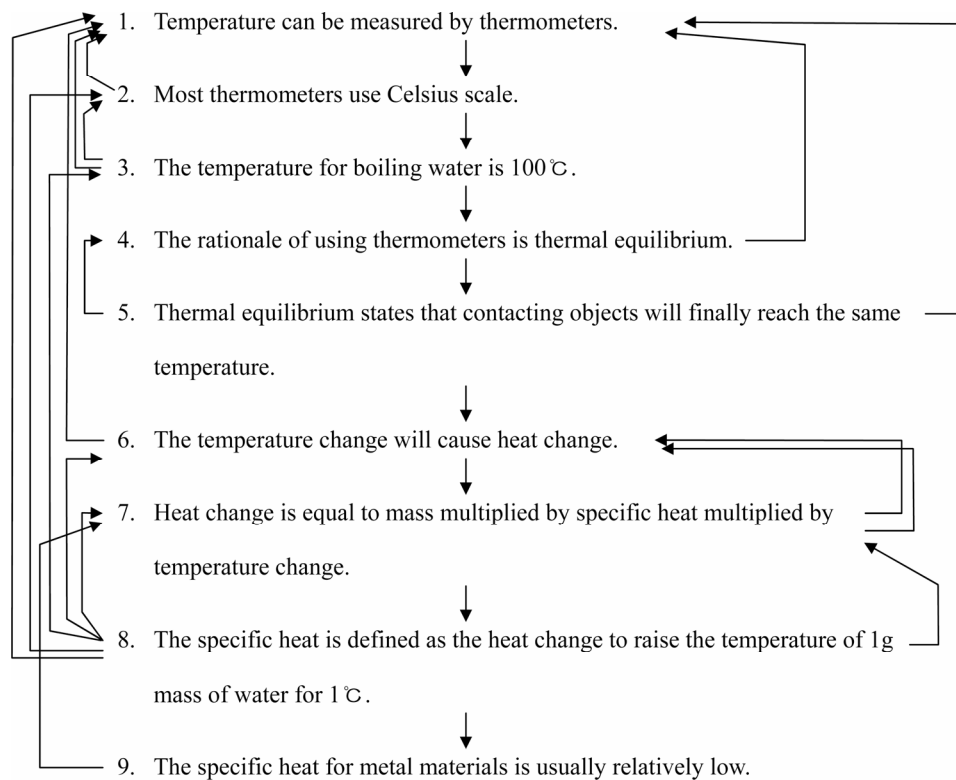 1. Temperature can be measured by thermometers.
2. Most thermometers use Celsius scale.
3. The temperature for boiling water is 100℃.
4. The rationale of using thermometers is thermal equilibrium.
5. Thermal equilibrium states that contacting objects will finally reach the same
temperature.
6. The temperature change will cause heat change.
7. Heat change is equal to mass multiplied by specific heat multiplied by
temperature change.
8. The specific heat is defined as the heat change to raise the temperature of 1g
mass of water for 1℃.
9. The specific heat for metal materials is usually relatively low.